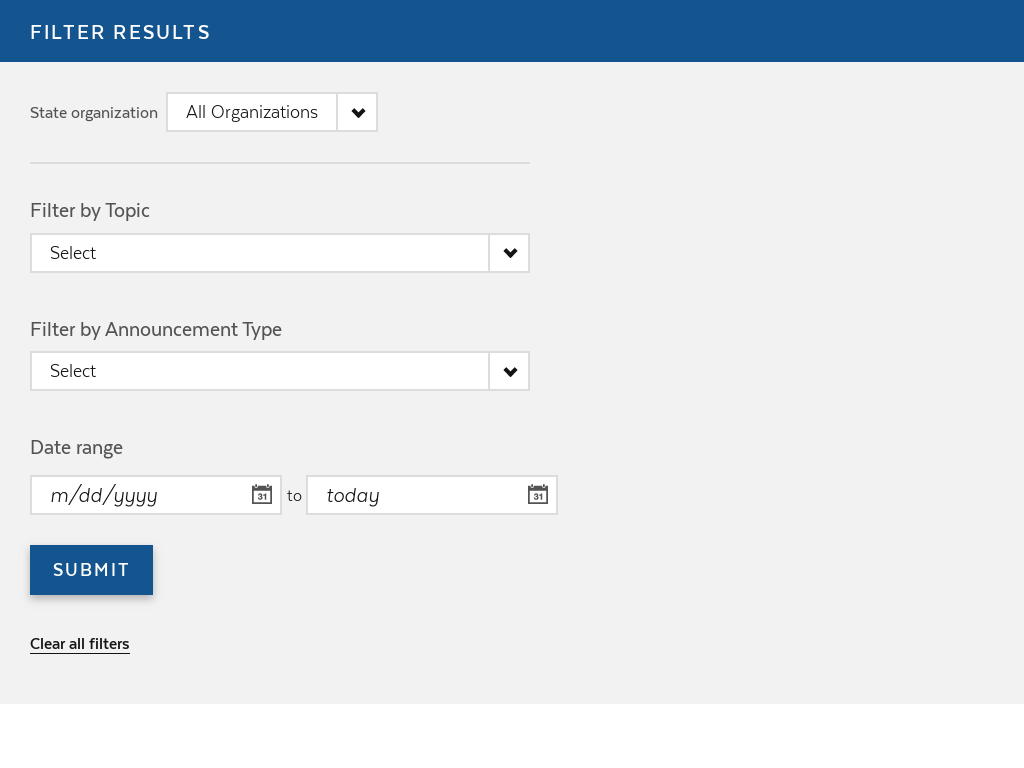 FILTER RESULTS
State organization All Organizations
Filter by Topic
Select
Filter by Announcement Type
Select
Date range
m/dd/yyyy 31 to today 31
SUBMIT
Clear all filters